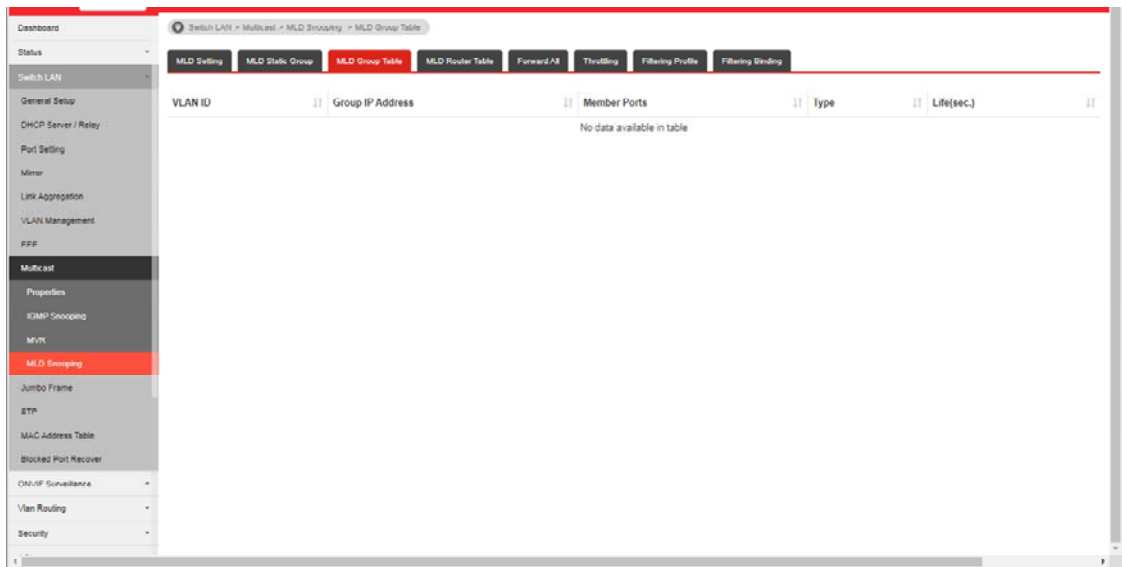 Dashboard
Switch LAN > Multicast > MLD Snooping > MLD Group Table
Status
MLD Setting MLD Static Group MLD Group Table MLD Router Table Forward All Throttling Filtering Profile Filtering Binding
Switch LAN
General Setup
VLAN ID Group IP Address Member Ports Type Life(sec.)
DHCP Server / Relay
No data available in table
Port Setting
Mirror
Link Aggregation
VLAN Management
EEE
Multicast
Properties
IGMP Snooping
MVR
MLD Snooping
Jumbo Frame
STP
MAC Address Table
Blocked Port Recover
ONVIF Surveillance
Vlan Routing
Security